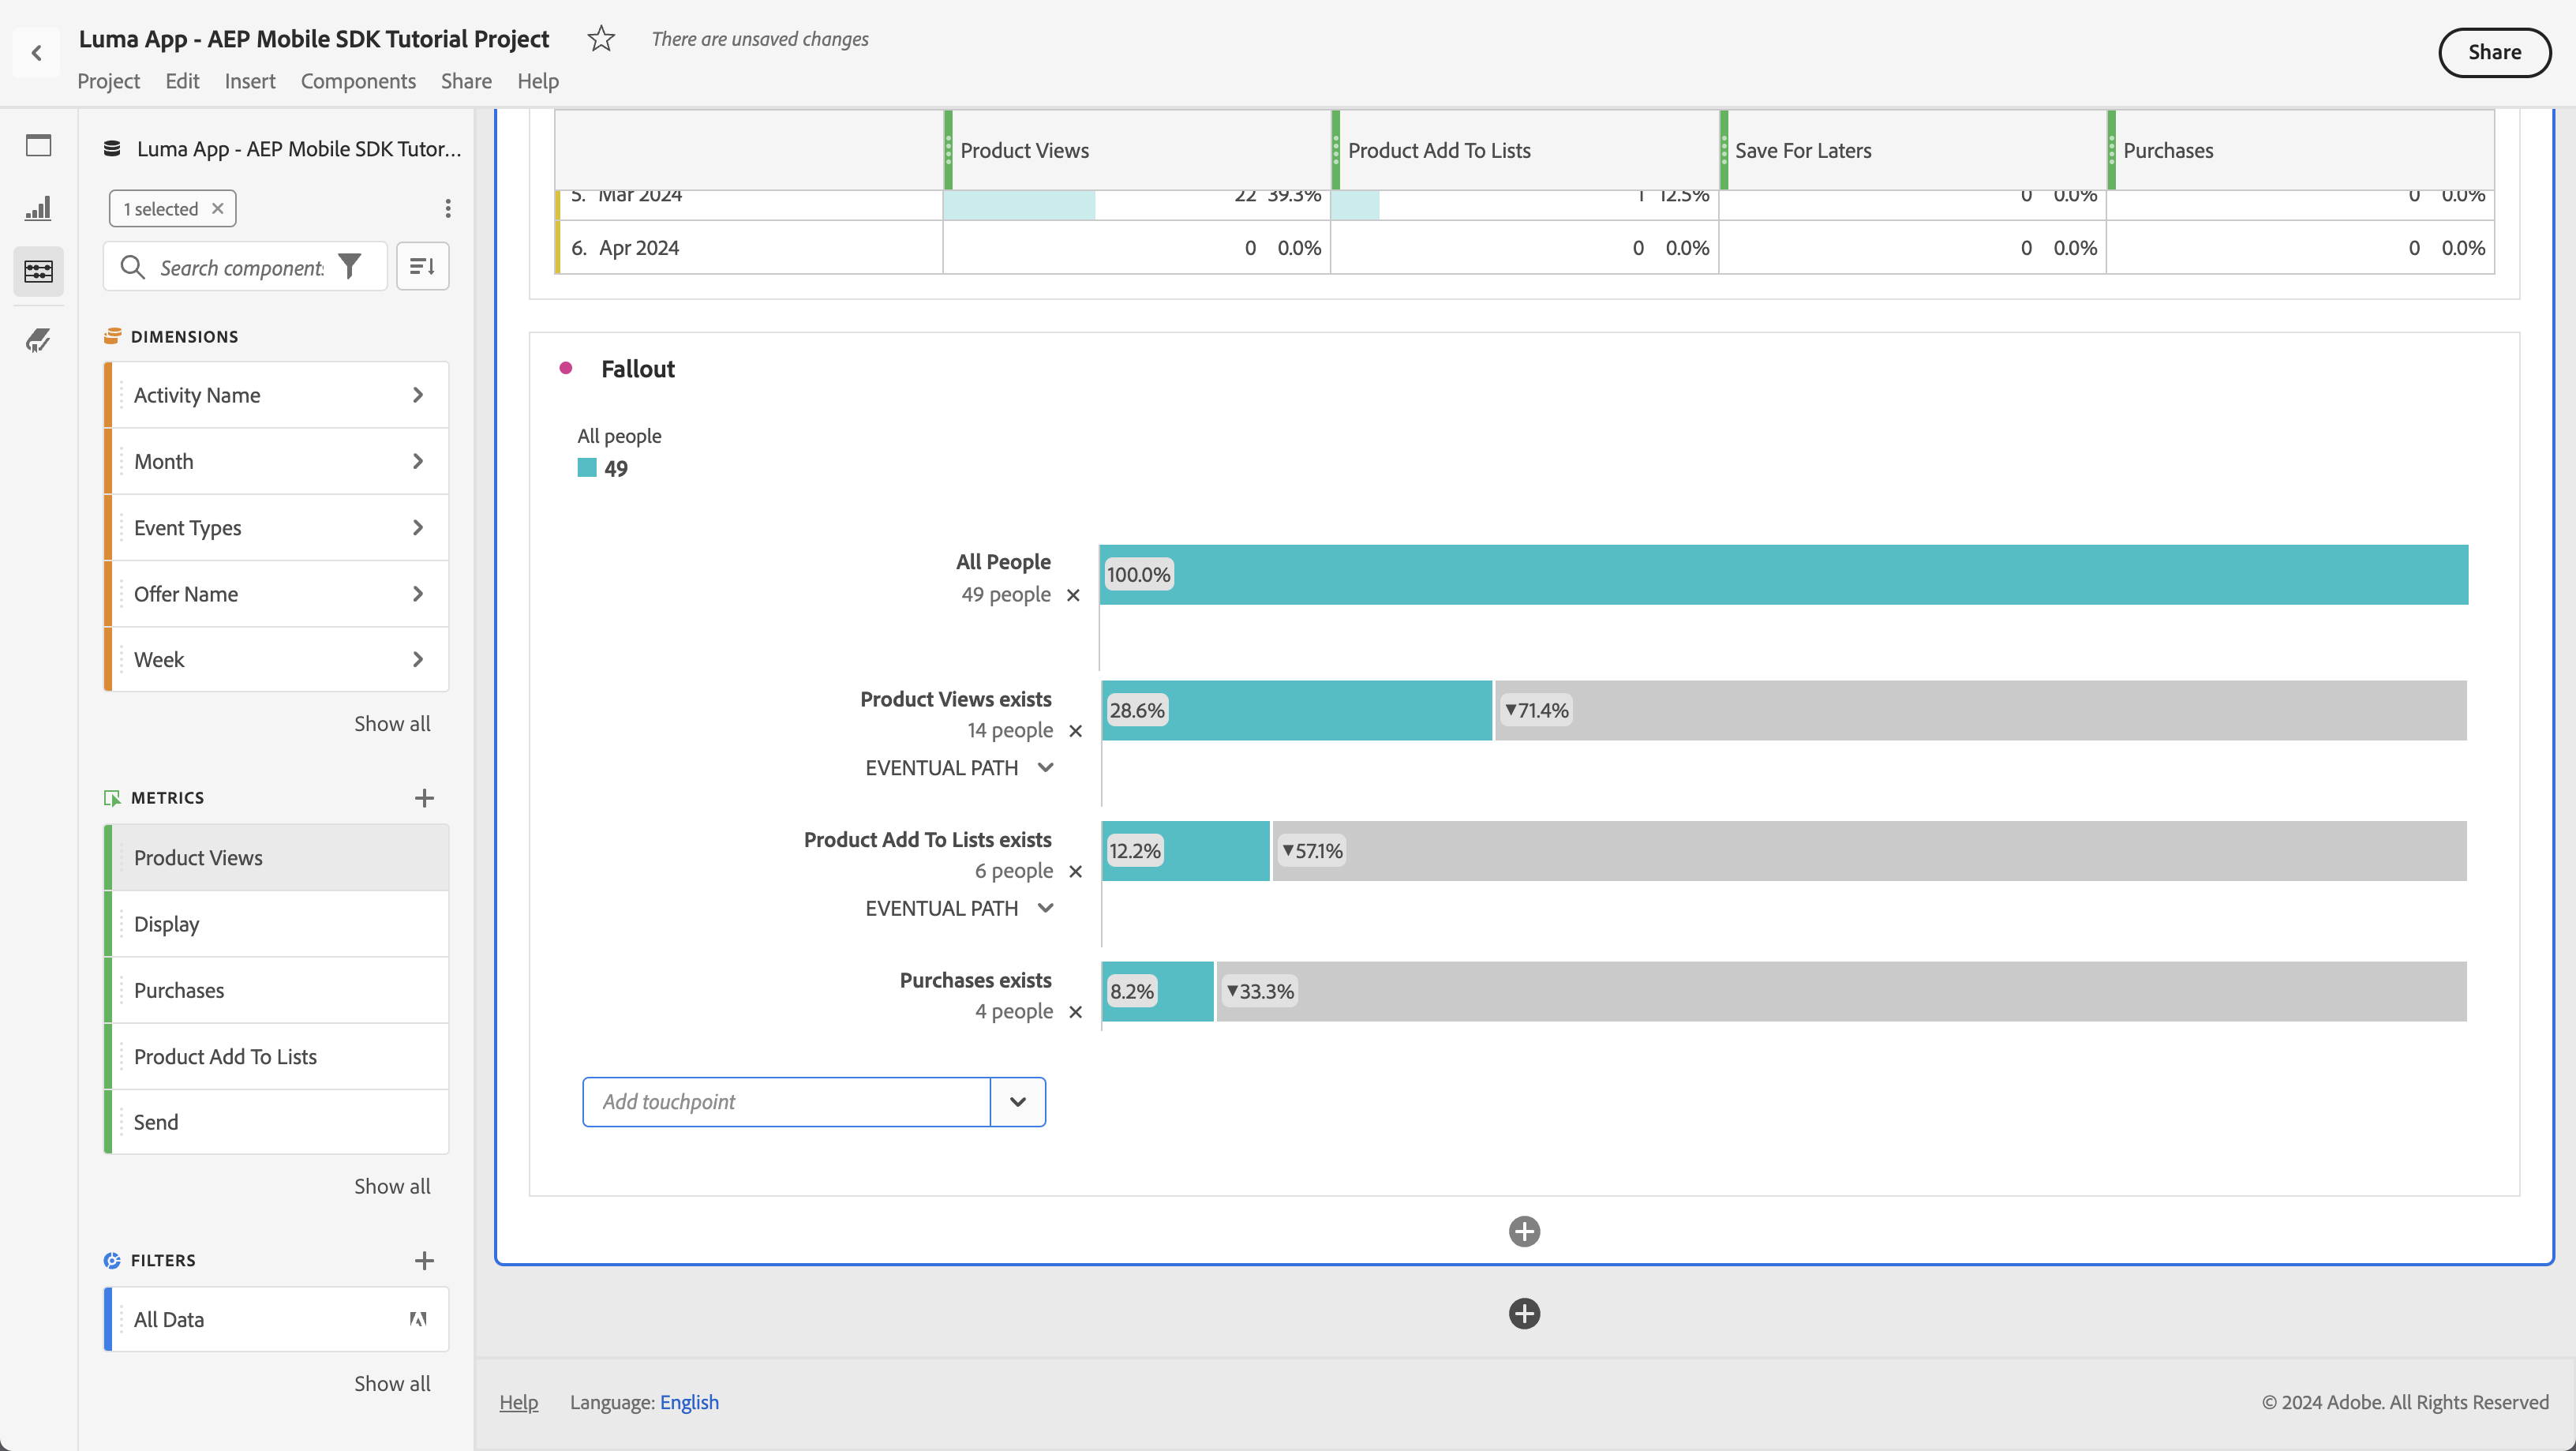 Luma App - AEP Mobile SDK Tutorial Project
There are unsaved changes
Share
Project Edit Insert Components Share Help
Luma App - AEP Mobile SDK Tutor...
1 selected
Search component
DIMENSIONS
Activity Name
Month
Event Types
Offer Name
Week
Show all
METRICS
Product Views
Display
Purchases
Product Add To Lists
Send
Show all
FILTERS
All Data
Show all
Product Views Product Add To Lists Save For Laters Purchases
5. Mar 2024 22 39.3% 1 12.5% 0 0.0% 0 0.0%
6. Apr 2024 0 0.0% 0 0.0% 0 0.0% 0 0.0%
Fallout
All people
49
All People
49 people
100.0%
Product Views exists
14 people
28.6% ▼71.4%
EVENTUAL PATH
Product Add To Lists exists
6 people
12.2% ▼57.1%
EVENTUAL PATH
Purchases exists
4 people
8.2% ▼33.3%
Add touchpoint
Help Language: English
© 2024 Adobe. All Rights Reserved